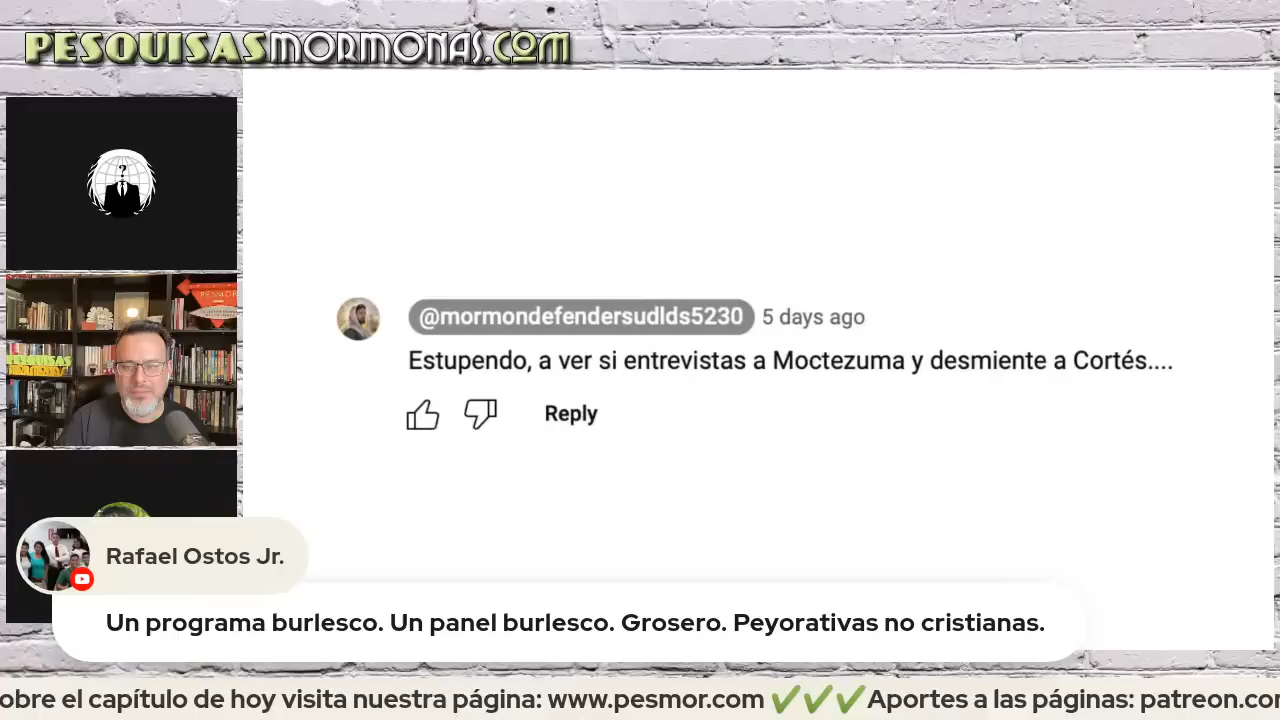 PESQUISASMORMONAS.COM
?
PESMOR
@mormondefendersudlds5230 5 days ago
Estupendo, a ver si entrevistas a Moctezuma y desmiente a Cortés....
Reply
Rafael Ostos Jr.
Un programa burlesco. Un panel burlesco. Grosero. Peyorativas no cristianas.
obre el capítulo de hoy visita nuestra página: www.pesmor.com ✔✔✔Aportes a las páginas: patreon.co